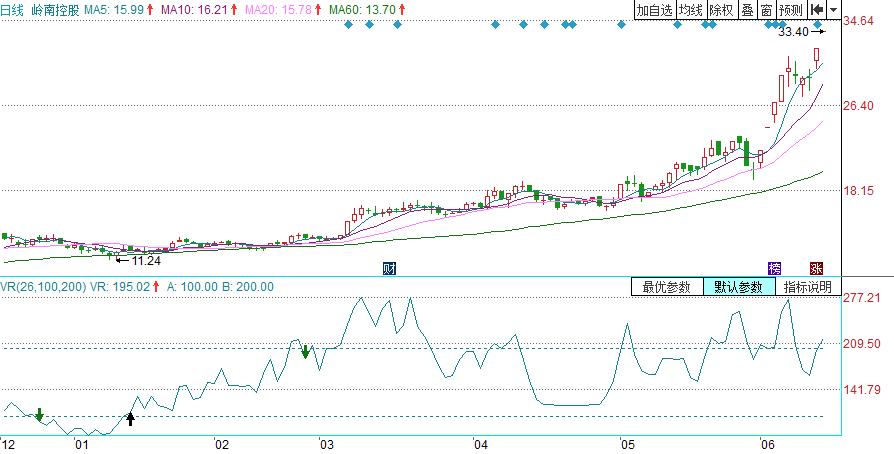 日线 岭南控股 MA5: 15.99 MA10: 16.21 MA20: 15.78 MA60: 13.70 加自选 均线 除权 叠 窗 预测
34.64
33.40
26.40
18.15
11.24
财 榜 涨
VR(26,100,200) VR: 195.02 A: 100.00 B: 200.00 最优参数 默认参数 指标说明
277.21
209.50
141.79
12 01 02 03 04 05 06